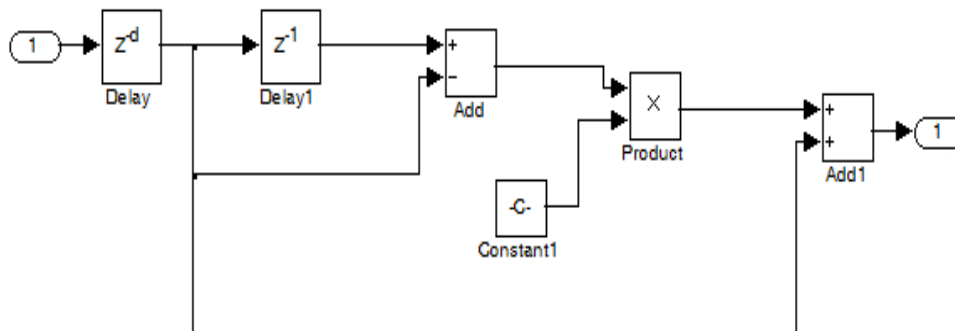 1
Z-d
Delay
Z-1
Delay1
+
−
Add
X
Product
-C-
Constant1
+
+
Add1
1